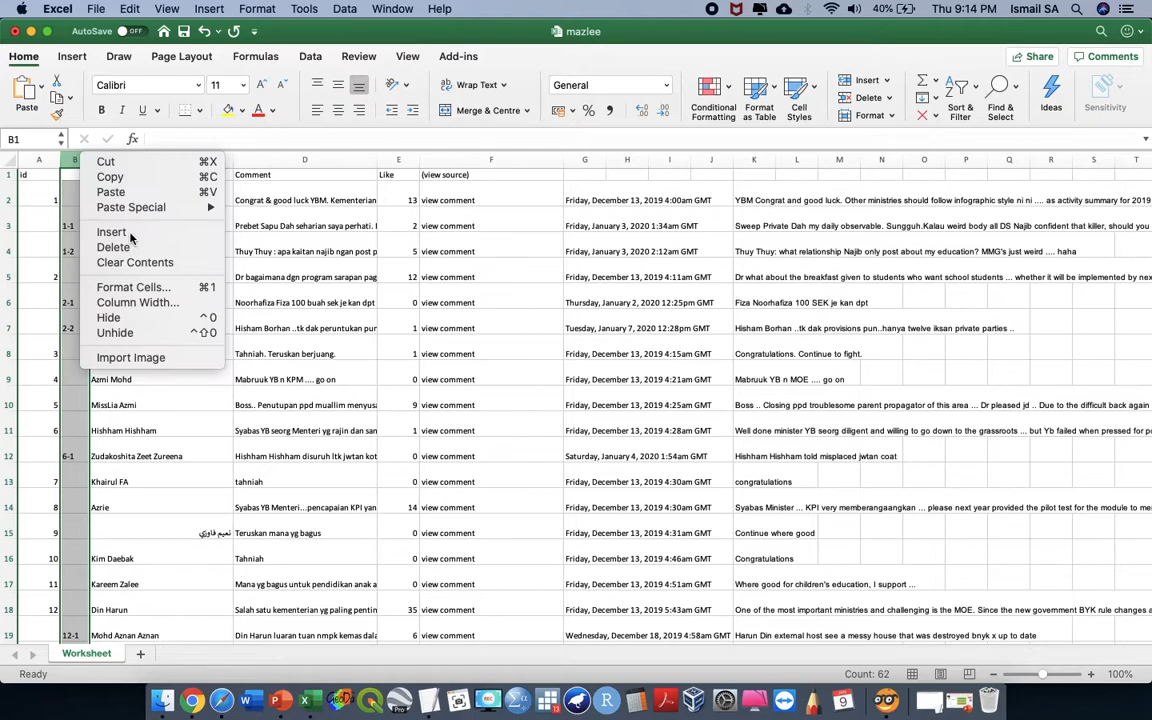 Excel File Edit View Insert Format Tools Data Window Help 40% Thu 9:14 PM Ismail SA
AutoSave OFF mazlee
Home Insert Draw Page Layout Formulas Data Review View Add-ins Share Comments
Calibri 11 Wrap Text General Insert
Paste Merge & Centre Conditional Formatting Format as Table Cell Styles Delete Format Sort & Filter Find & Select Ideas Sensitivity
B1 fx
A B D E F G H I J K L M N O P Q R S T
1 id Comment Like (view source)
2 1 Congrat & good luck YBM. Kementerian 13 view comment Friday, December 13, 2019 4:00am GMT YBM Congrat and good luck. Other ministries should follow infographic style ni ni .... as activity summary for 2019
3 1-1 Prebet Sapu Dah seharian saya perhati. 2 view comment Friday, January 3, 2020 1:34am GMT Sweep Private Dah my daily observable. Sungguh.Kalau weird body all DS Najib confident that killer, should you
4 1-2 Thuy Thuy : apa kaitan najib ngan post p 5 view comment Friday, January 3, 2020 2:24am GMT Thuy Thuy: what relationship Najib only post about my education? MMG's just weird .... haha
5 2 Dr bagaimana dgn program sarapan pag 12 view comment Friday, December 13, 2019 4:11am GMT Dr what about the breakfast given to students who want school students ... whether it will be implemented by nex
6 2-1 Noorhafiza Fiza 100 buah sek je kan dpt 0 view comment Thursday, January 2, 2020 12:25pm GMT Fiza Noorhafiza 100 SEK je kan dpt
7 2-2 Hisham Borhan ..tk dak peruntukan pun 0 view comment Tuesday, January 7, 2020 12:28pm GMT Hisham Borhan ..tk dak provisions pun..hanya twelve iksan private parties ..
8 3 Tahniah. Teruskan berjuang. 1 view comment Friday, December 13, 2019 4:15am GMT Congratulations. Continue to fight.
9 4 Azmi Mohd Mabruuk YB n KPM .... go on 0 view comment Friday, December 13, 2019 4:21am GMT Mabruuk YB n MOE .... go on
10 5 MissLia Azmi Boss.. Penutupan ppd muallim menyusa 9 view comment Friday, December 13, 2019 4:25am GMT Boss .. Closing ppd troublesome parent propagator of this area ... Dr pleased jd .. Due to the difficult back again
11 6 Hishham Hishham Syabas YB seorg Menteri yg rajin dan san 1 view comment Friday, December 13, 2019 4:28am GMT Well done minister YB seorg diligent and willing to go down to the grassroots ... but Yb failed when pressed for p
12 6-1 Zudakoshita Zeet Zureena Hishham Hishham disuruh ltk jwtan kot 0 view comment Saturday, January 4, 2020 1:54am GMT Hishham Hishham told misplaced jwtan coat
13 7 Khairul FA tahniah 0 view comment Friday, December 13, 2019 4:30am GMT congratulations
14 8 Azrie Syabas YB Menteri...pencapaian KPI yan 14 view comment Friday, December 13, 2019 4:30am GMT Syabas Minister ... KPI very memberangaangkan ... please next year provided the pilot test for the module to me
15 9 نعيم فاوزي Teruskan mana yg bagus 0 view comment Friday, December 13, 2019 4:31am GMT Continue where good
16 10 Kim Daebak Tahniah 0 view comment Friday, December 13, 2019 4:46am GMT Congratulations
17 11 Kareem Zalee Mana yg bagus untuk pendidikan anak a 0 view comment Friday, December 13, 2019 4:51am GMT Where good for children's education, I support ...
18 12 Din Harun Salah satu kementerian yg paling pentin 35 view comment Friday, December 13, 2019 5:43am GMT One of the most important ministries and challenging is the MOE. Since the new government BYK rule changes a
19 12-1 Mohd Aznan Aznan Din Harun luaran tuan nmpk kemas dala 6 view comment Wednesday, December 18, 2019 4:58am GMT Harun Din external host see a messy house that was destroyed bnyk x up to date
Cut ⌘X
Copy ⌘C
Paste ⌘V
Paste Special
Insert
Delete
Clear Contents
Format Cells... ⌘1
Column Width...
Hide ^0
Unhide ^⇧0
Import Image
Worksheet
Ready Count: 62 100%